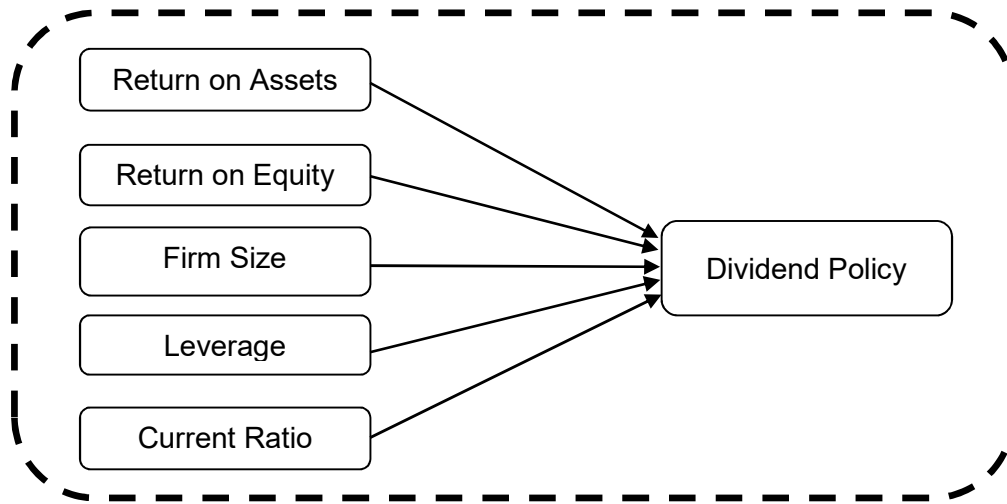 Return on Assets
Return on Equity
Firm Size
Leverage
Current Ratio
Dividend Policy